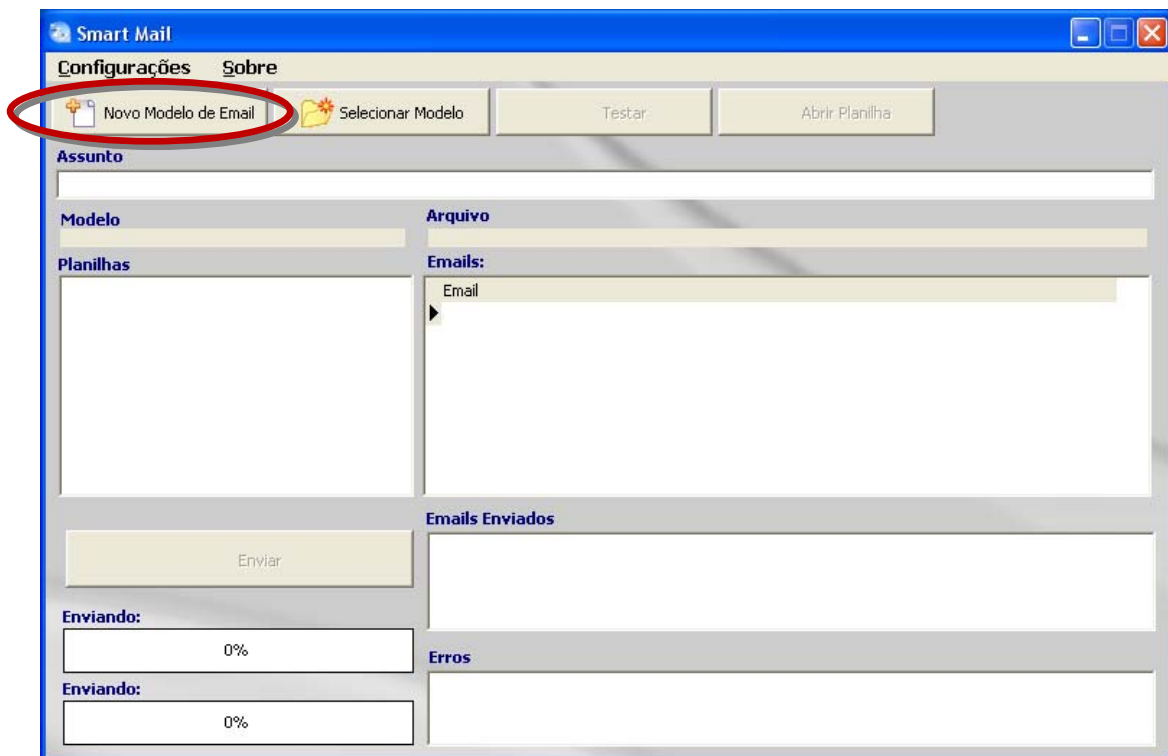 Smart Mail
Configurações Sobre
Novo Modelo de Email Selecionar Modelo Testar Abrir Planilha
Assunto
Modelo Arquivo
Planilhas Emails:
Email
Emails Enviados
Enviar
Enviando:
0%
Erros
Enviando:
0%